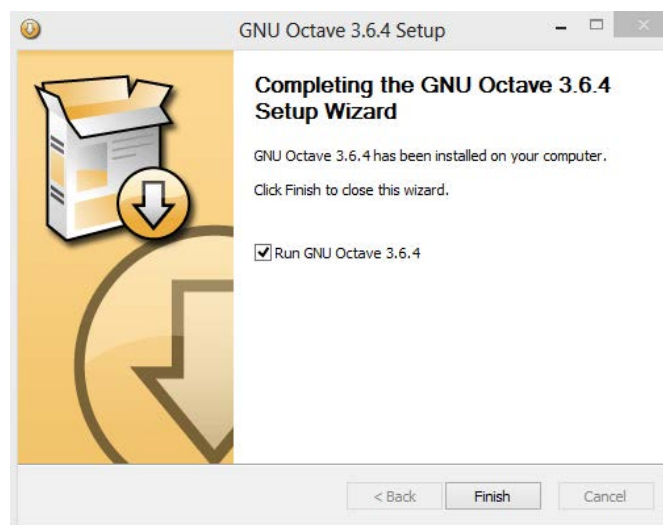 GNU Octave 3.6.4 Setup
Completing the GNU Octave 3.6.4
Setup Wizard
GNU Octave 3.6.4 has been installed on your computer.
Click Finish to close this wizard.
Run GNU Octave 3.6.4
< Back Finish Cancel